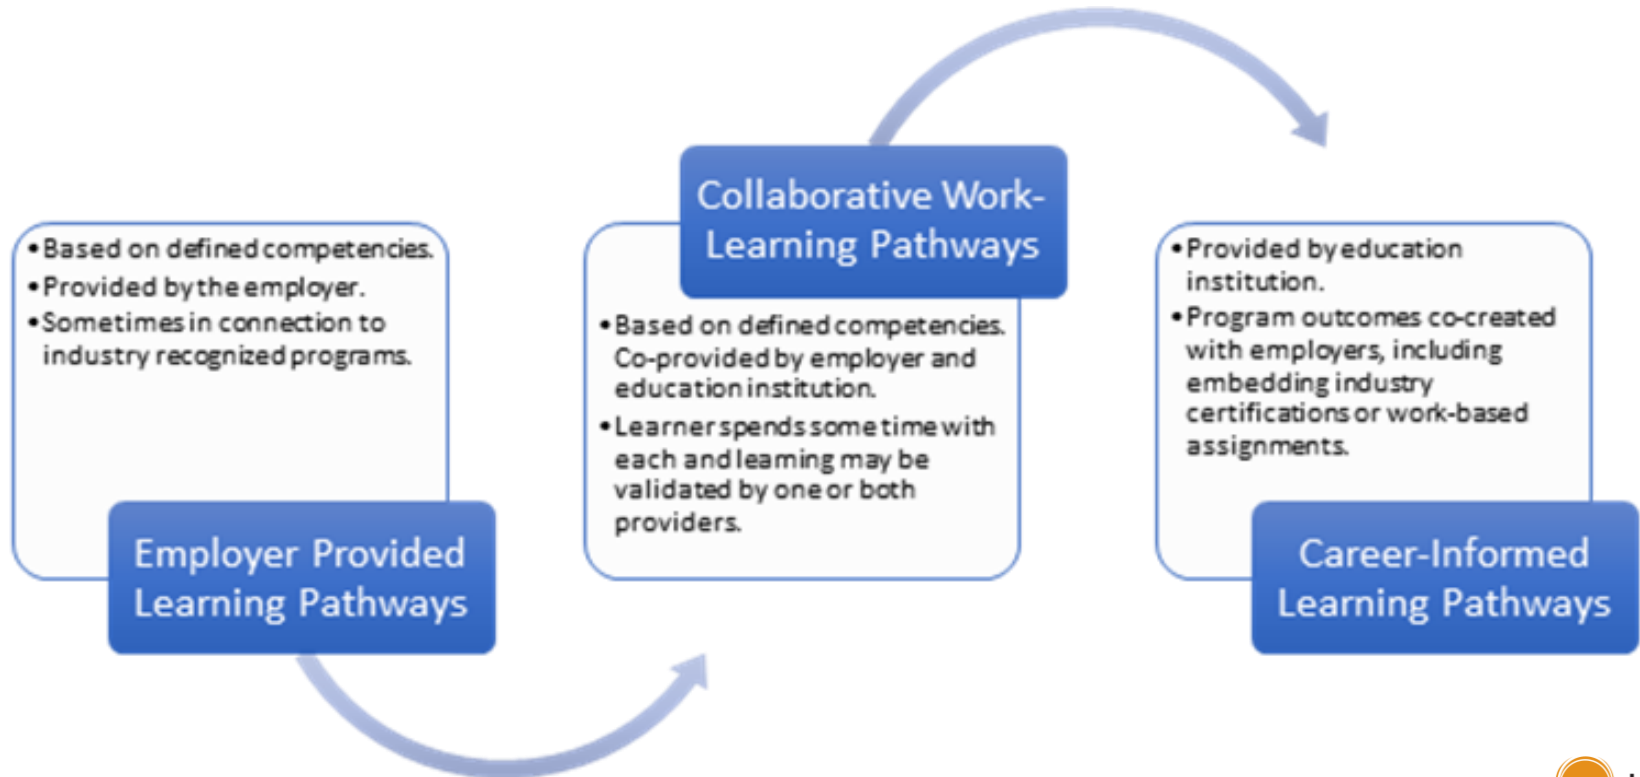 •Based on defined competencies.
•Provided by the employer.
•Sometimes in connection to
industry recognized programs.
Employer Provided
Learning Pathways
Collaborative Work-
Learning Pathways
•Based on defined competencies.
Co-provided by employer and
education institution.
•Learner spends some time with
each and learning may be
validated by one or both
providers.
•Provided by education
institution.
•Program outcomes co-created
with employers, including
embedding industry
certifications or work-based
assignments.
Career-Informed
Learning Pathways